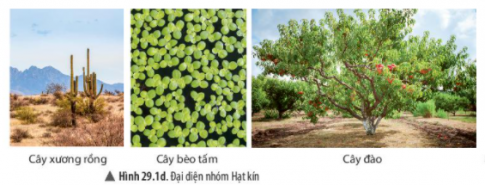 Cây xương rồng
Cây bèo tấm
Cây đào
▲ Hình 29.1d. Đại diện nhóm Hạt kín